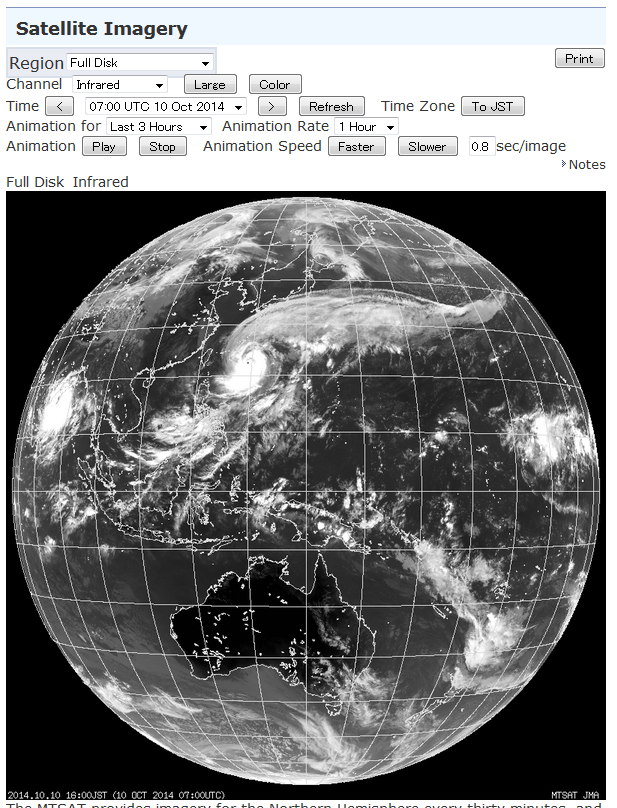 Satellite Imagery
Region Full Disk Print
Channel Infrared Large Color
Time < 07:00 UTC 10 Oct 2014 > Refresh Time Zone To JST
Animation for Last 3 Hours Animation Rate 1 Hour
Animation Play Stop Animation Speed Faster Slower 0.8 sec/image
Notes
Full Disk Infrared
2014.10.10 16:00JST (10 OCT 2014 07:00UTC) MTSAT JMA
The MTSAT provides imagery for the Northern Hemisphere every thirty minutes, and